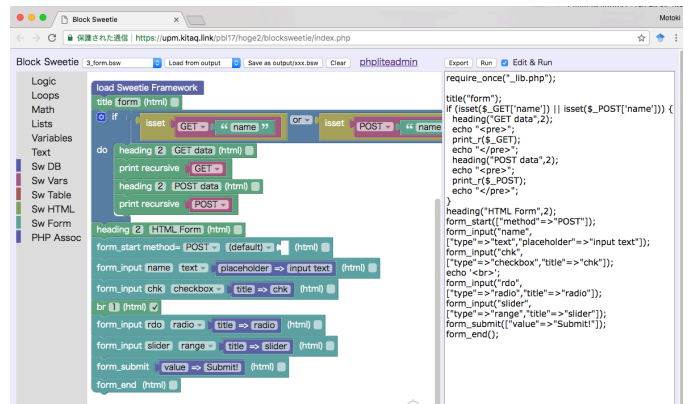 Block Sweetie
Motoki
保護された通信 | https://upm.kitaq.link/pbl17/hoge2/blocksweetie/index.php
Block Sweetie 3_form.bsw Load from output Save as output/xxx.bsw Clear phpliteadmin Export Run Edit & Run
Logic
Loops
Math
Lists
Variables
Text
Sw DB
Sw Vars
Sw Table
Sw HTML
Sw Form
PHP Assoc
load Sweetie Framework
title form (html)
if isset GET “ name ” or isset POST “ name
do heading 2 GET data (html)
print recursive GET
heading 2 POST data (html)
print recursive POST
heading 2 HTML Form (html)
form_start method= POST (default) (html)
form_input name text placeholder => input text (html)
form_input chk checkbox title => chk (html)
br 1 (html)
form_input rdo radio title => radio (html)
form_input slider range title => slider (html)
form_submit value => Submit! (html)
form_end (html)
require_once("_lib.php");
title("form");
if (isset($_GET['name']) || isset($_POST['name'])) {
heading("GET data",2);
echo "<pre>";
print_r($_GET);
echo "</pre>";
heading("POST data",2);
echo "<pre>";
print_r($_POST);
echo "</pre>";
}
heading("HTML Form",2);
form_start(["method"=>"POST"]);
form_input("name",
["type"=>"text","placeholder"=>"input text"]);
form_input("chk",
["type"=>"checkbox","title"=>"chk"]);
echo '<br>';
form_input("rdo",
["type"=>"radio","title"=>"radio"]);
form_input("slider",
["type"=>"range","title"=>"slider"]);
form_submit(["value"=>"Submit!"]);
form_end();